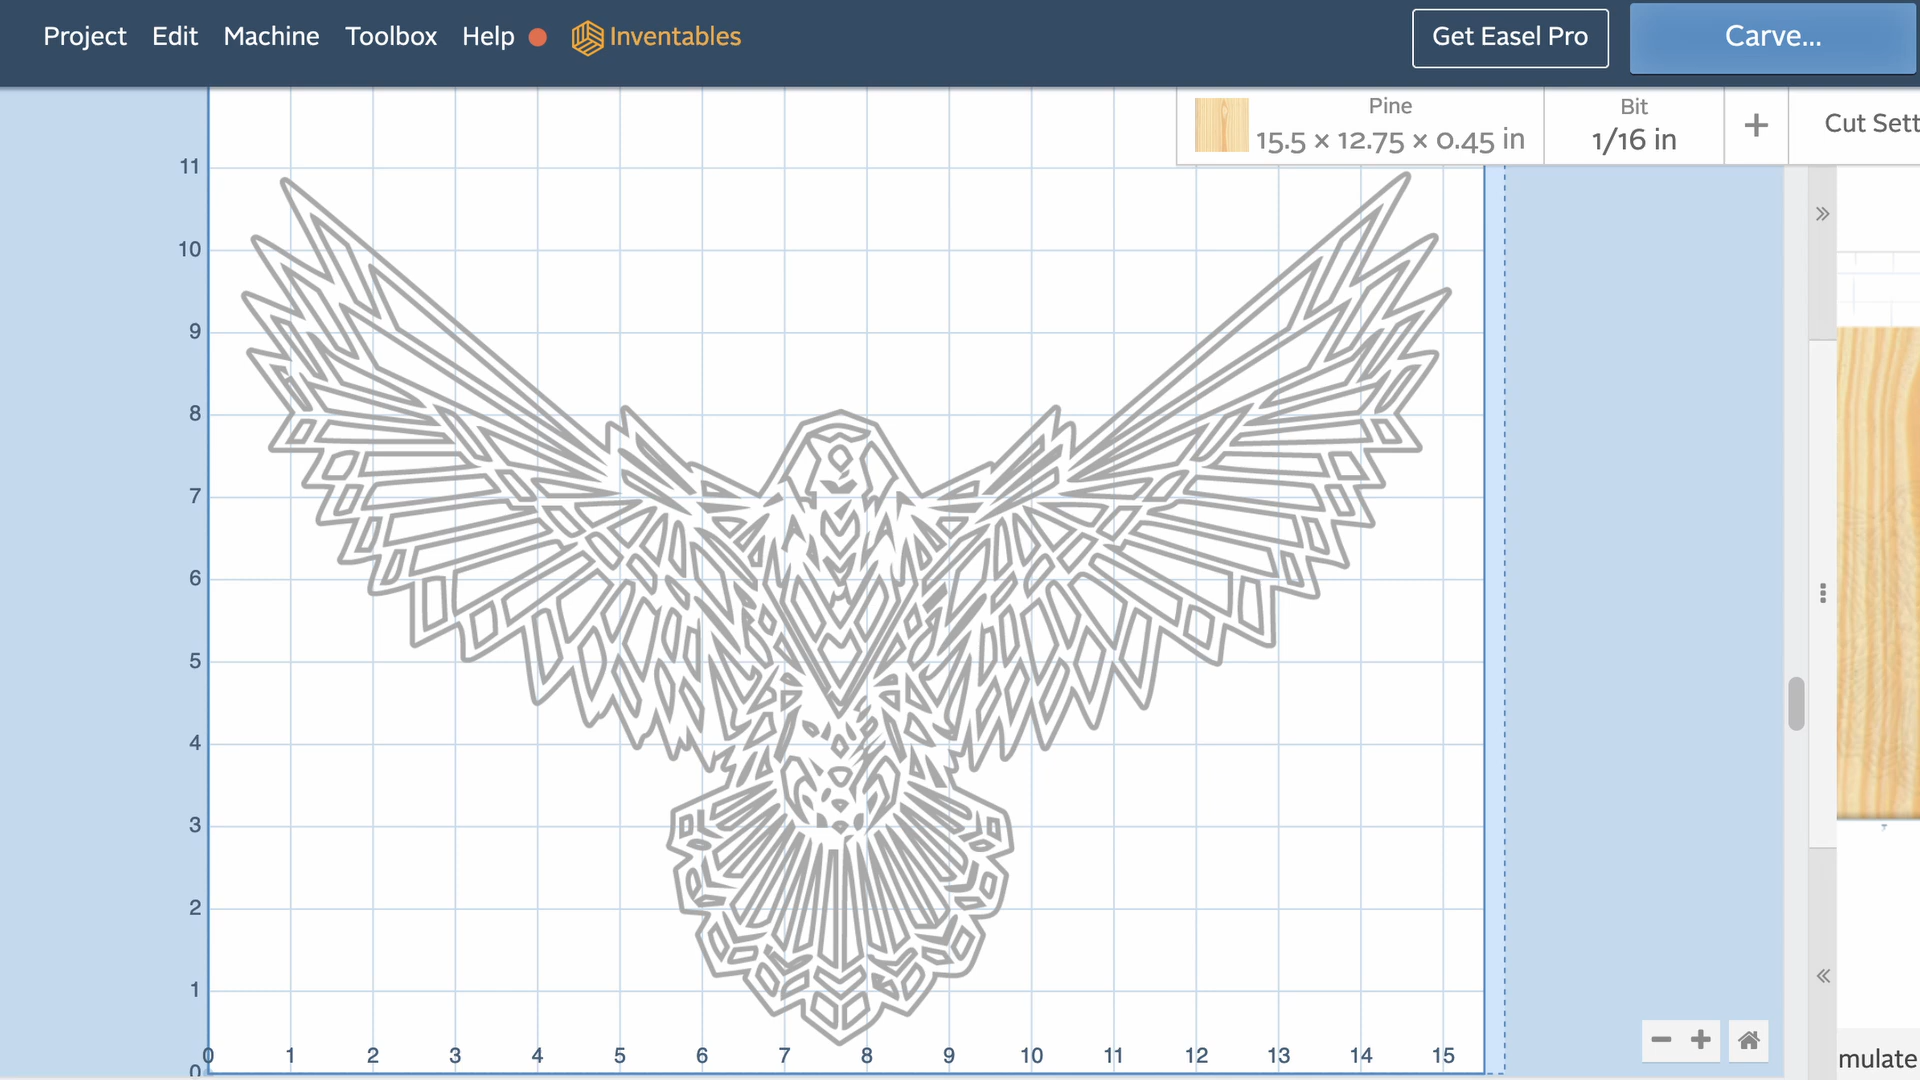 Project Edit Machine Toolbox Help Inventables Get Easel Pro Carve...
Pine Bit
15.5 × 12.75 × 0.45 in 1/16 in + Cut Sett
11
10
9
8
7
6
5
4
3
2
1
0
0 1 2 3 4 5 6 7 8 9 10 11 12 13 14 15
mulate